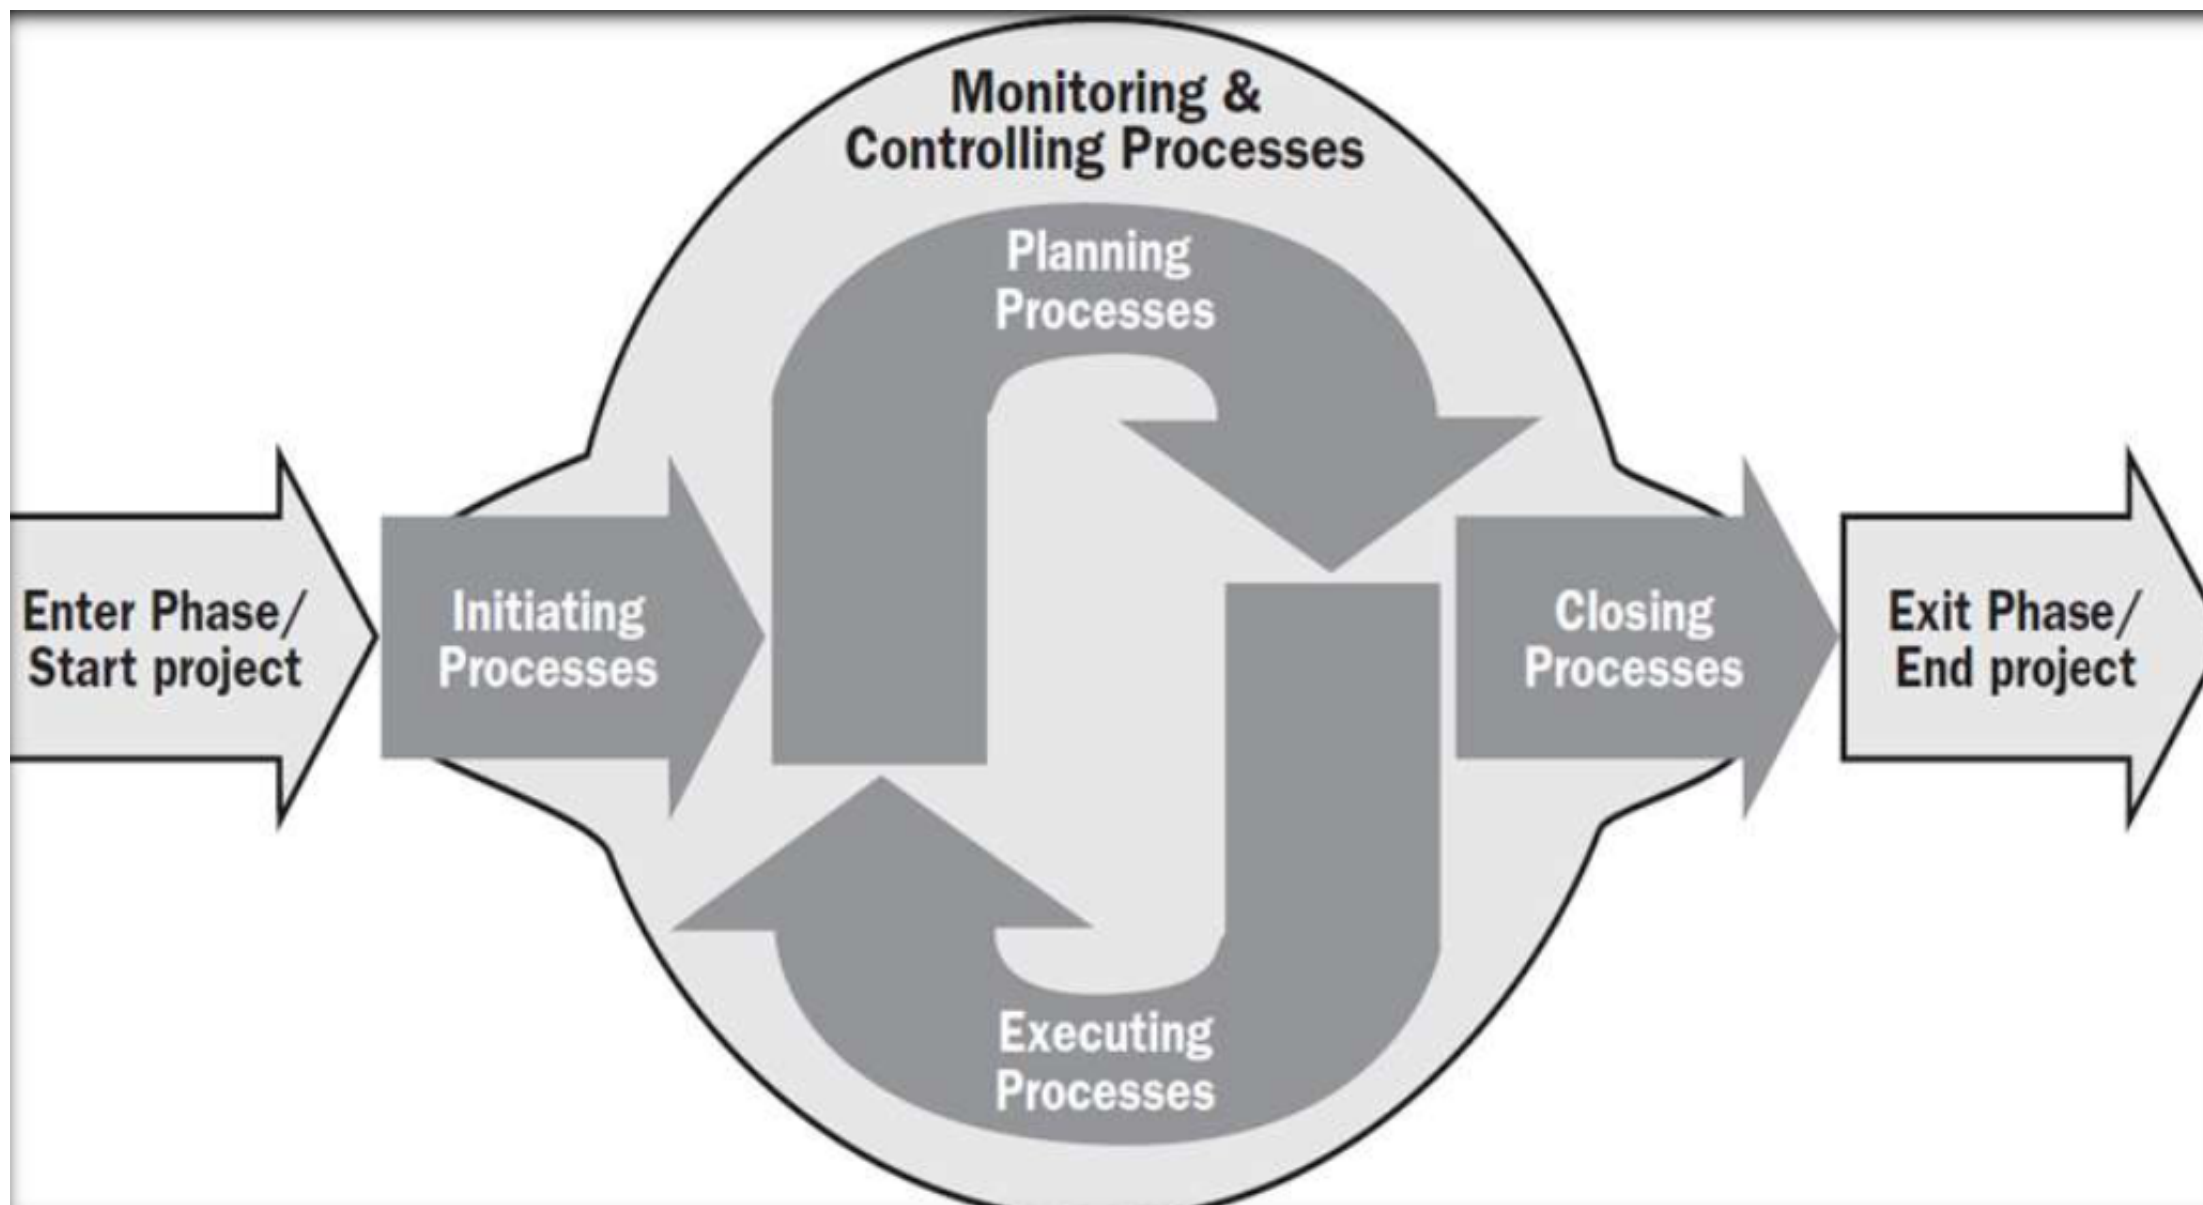 Monitoring &
Controlling Processes
Planning
Processes
Enter Phase/
Start project
Initiating
Processes
Closing
Processes
Exit Phase/
End project
Executing
Processes